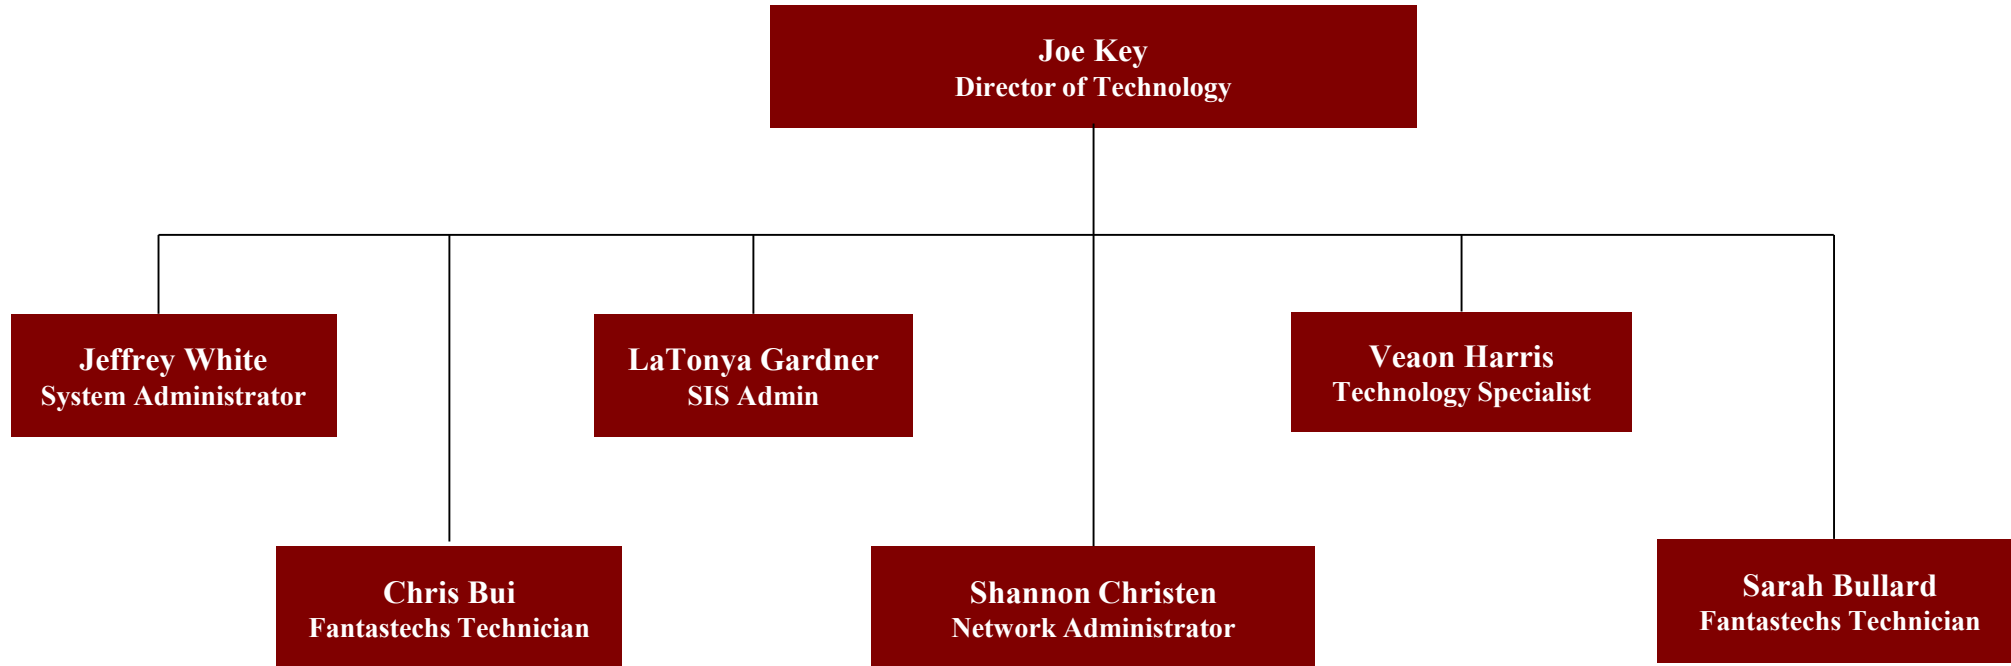 Joe Key
Director of Technology
Jeffrey White
System Administrator
LaTonya Gardner
SIS Admin
Veaon Harris
Technology Specialist
Chris Bui
Fantastechs Technician
Shannon Christen
Network Administrator
Sarah Bullard
Fantastechs Technician